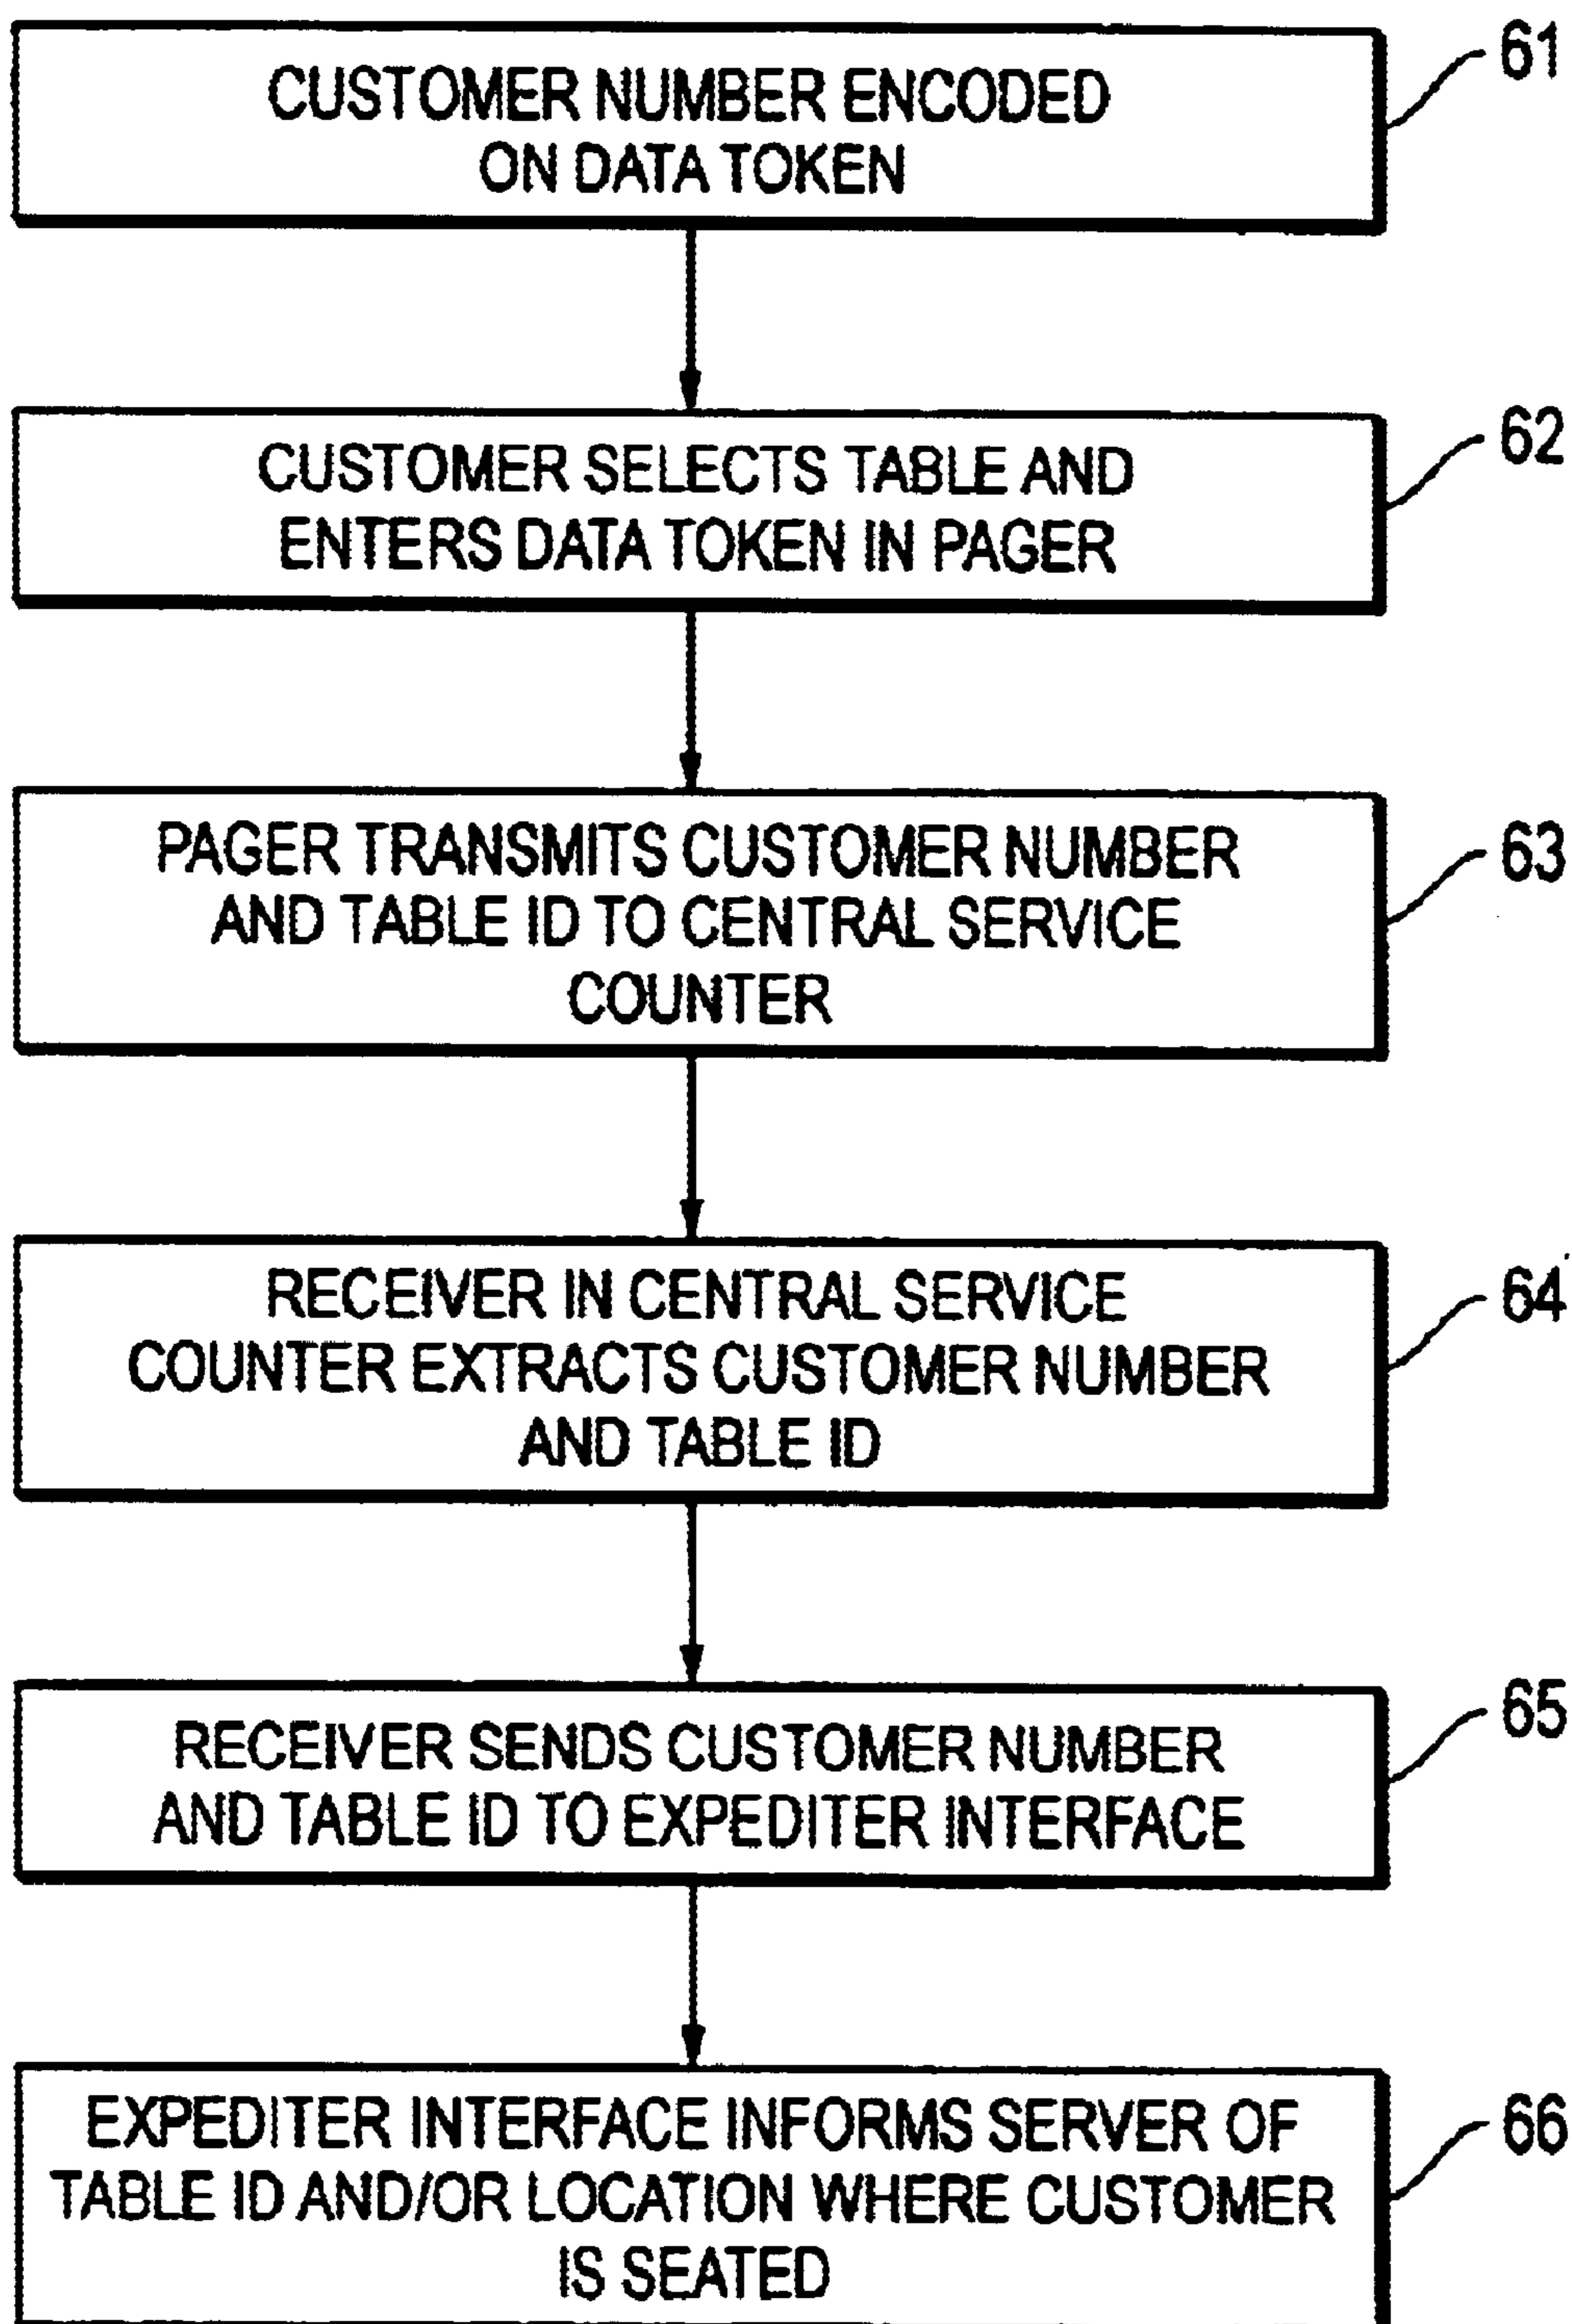 CUSTOMER NUMBER ENCODED
ON DATA TOKEN
61
CUSTOMER SELECTS TABLE AND
ENTERS DATA TOKEN IN PAGER
62
PAGER TRANSMITS CUSTOMER NUMBER
AND TABLE ID TO CENTRAL SERVICE
COUNTER
63
RECEIVER IN CENTRAL SERVICE
COUNTER EXTRACTS CUSTOMER NUMBER
AND TABLE ID
64
RECEIVER SENDS CUSTOMER NUMBER
AND TABLE ID TO EXPEDITER INTERFACE
65
EXPEDITER INTERFACE INFORMS SERVER OF
TABLE ID AND/OR LOCATION WHERE CUSTOMER
IS SEATED
66